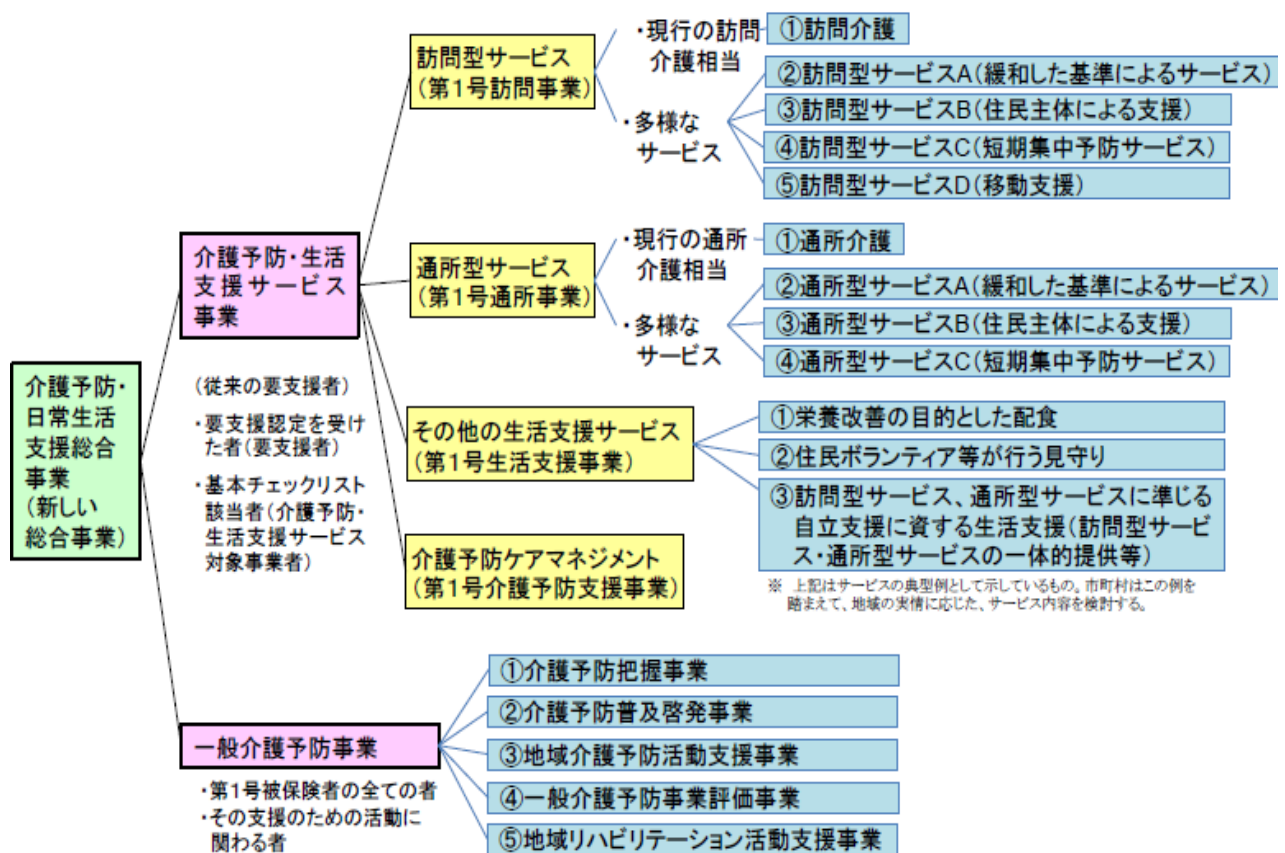 介護予防・
日常生活
支援総合
事業
(新しい
総合事業)
介護予防・生活
支援サービス
事業
(従来の要支援者)
・要支援認定を受け
た者(要支援者)
・基本チェックリスト
該当者(介護予防・
生活支援サービス
対象事業者)
訪問型サービス
(第1号訪問事業)
・現行の訪問
介護相当
①訪問介護
・多様な
サービス
②訪問型サービスA(緩和した基準によるサービス)
③訪問型サービスB(住民主体による支援)
④訪問型サービスC(短期集中予防サービス)
⑤訪問型サービスD(移動支援)
通所型サービス
(第1号通所事業)
・現行の通所
介護相当
①通所介護
・多様な
サービス
②通所型サービスA(緩和した基準によるサービス)
③通所型サービスB(住民主体による支援)
④通所型サービスC(短期集中予防サービス)
その他の生活支援サービス
(第1号生活支援事業)
①栄養改善の目的とした配食
②住民ボランティア等が行う見守り
③訪問型サービス、通所型サービスに準じる
自立支援に資する生活支援(訪問型サービ
ス・通所型サービスの一体的提供等)
※ 上記はサービスの典型例として示しているもの。市町村はこの例を
踏まえて、地域の実情に応じた、サービス内容を検討する。
介護予防ケアマネジメント
(第1号介護予防支援事業)
一般介護予防事業
・第1号被保険者の全ての者
・その支援のための活動に
関わる者
①介護予防把握事業
②介護予防普及啓発事業
③地域介護予防活動支援事業
④一般介護予防事業評価事業
⑤地域リハビリテーション活動支援事業